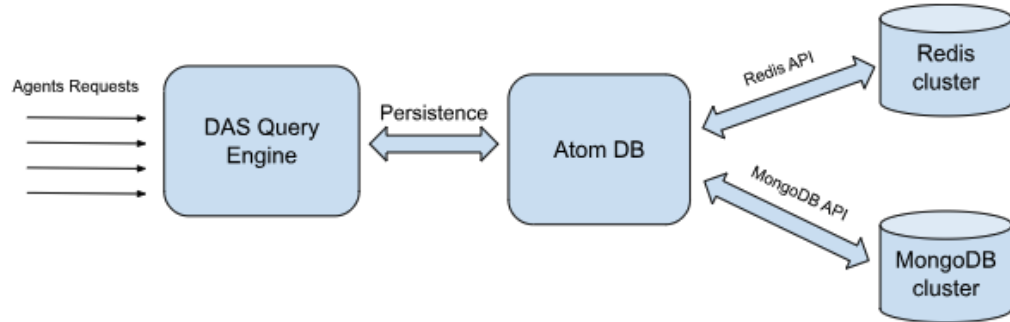 Agents Requests
DAS Query
Engine
Persistence
Atom DB
Redis API
Redis
cluster
MongoDB API
MongoDB
cluster